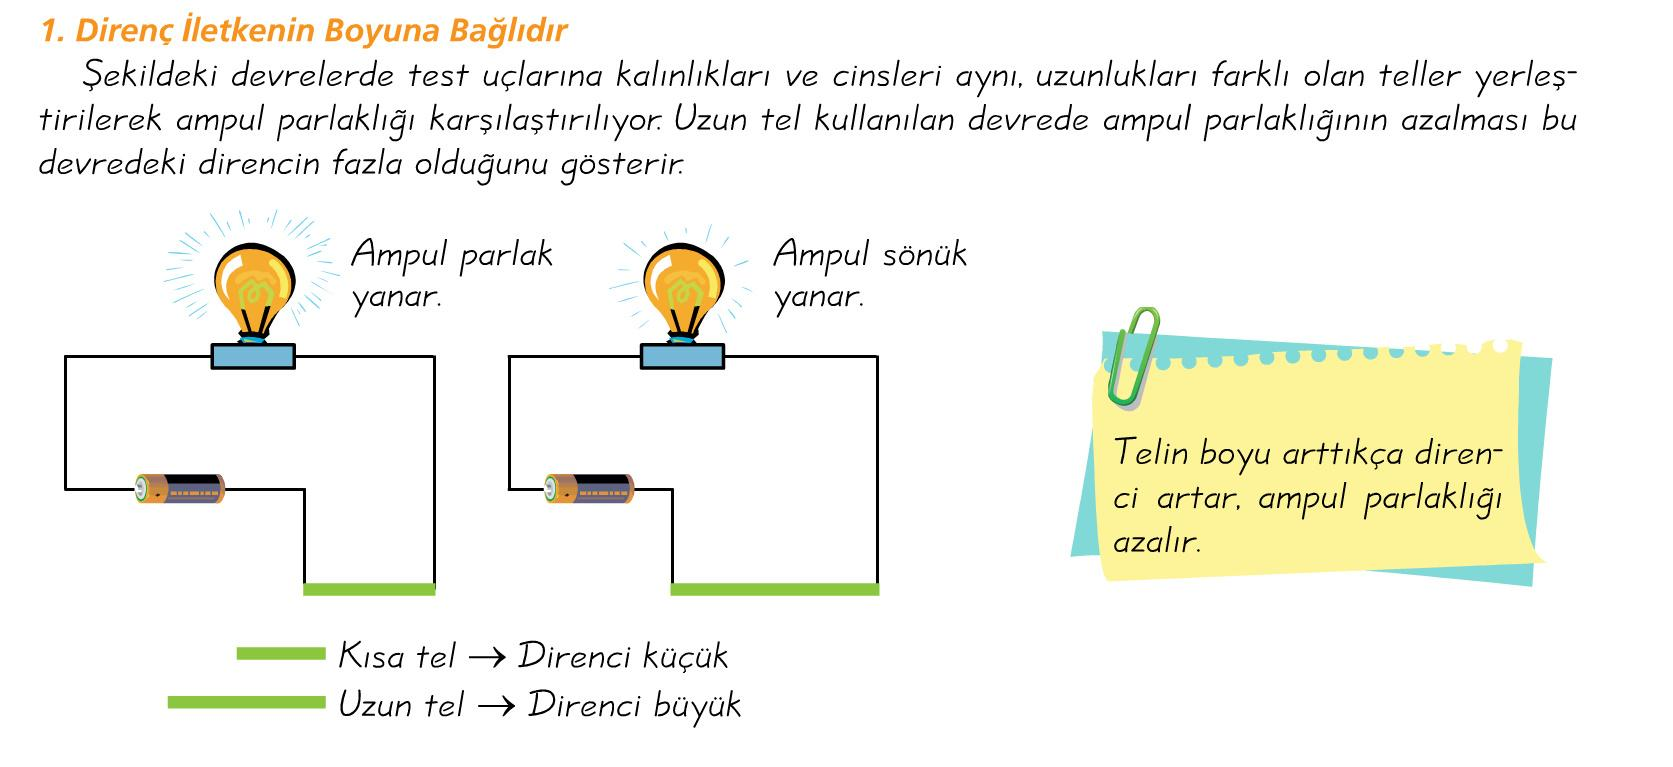 1. Direnç İletkenin Boyuna Bağlıdır
Şekildeki devrelerde test uçlarına kalınlıkları ve cinsleri aynı, uzunlukları farklı olan teller yerleş-
tirilerek ampul parlaklığı karşılaştırılıyor. Uzun tel kullanılan devrede ampul parlaklığının azalması bu
devredeki direncin fazla olduğunu gösterir.
Ampul parlak
yanar.
Ampul sönük
yanar.
Telin boyu arttıkça diren-
ci artar, ampul parlaklığı
azalır.
Kısa tel → Direnci küçük
Uzun tel → Direnci büyük